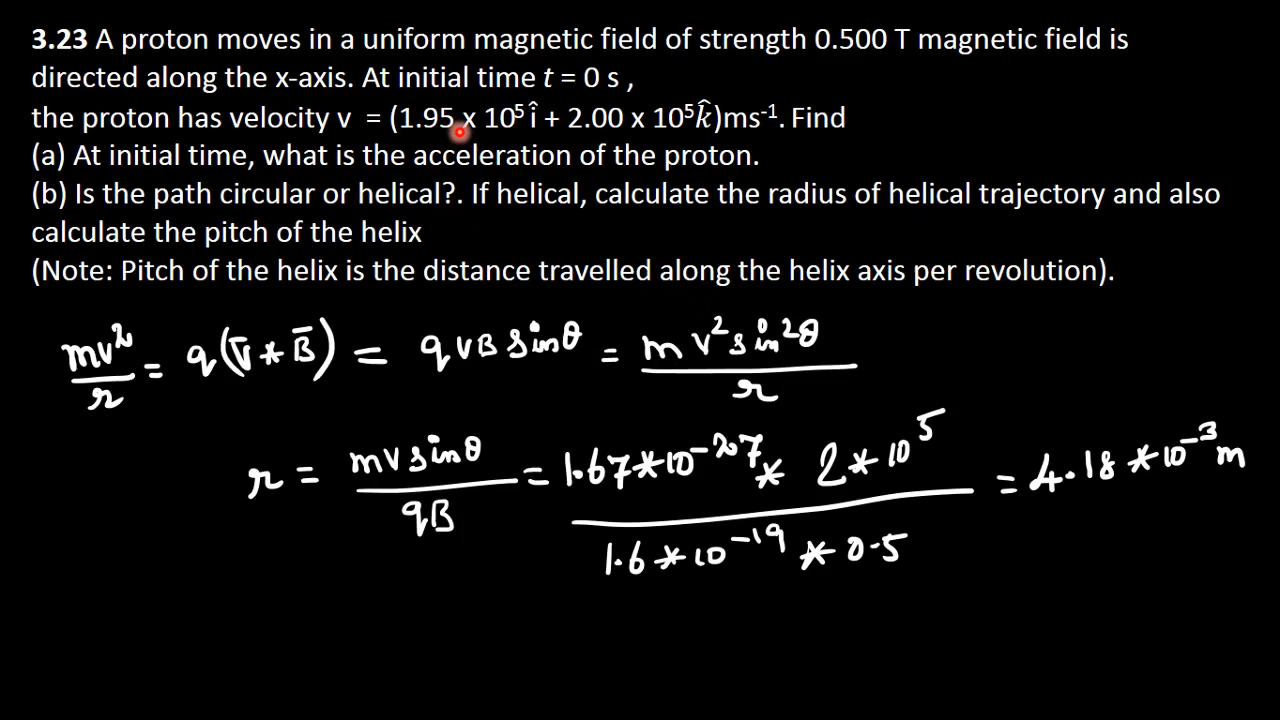 3.23 A proton moves in a uniform magnetic field of strength 0.500 T magnetic field is
directed along the x-axis. At initial time t = 0 s ,
the proton has velocity v = (1.95 x 10⁵ î + 2.00 x 10⁵k̂)ms⁻¹. Find
(a) At initial time, what is the acceleration of the proton.
(b) Is the path circular or helical?. If helical, calculate the radius of helical trajectory and also
calculate the pitch of the helix
(Note: Pitch of the helix is the distance travelled along the helix axis per revolution).
mv²/r = q(v̄ * B̄) = qvB sinθ = mv² sin²θ/r
r = mv sinθ/qB = 1.67*10⁻²⁷ * 2*10⁵/1.6*10⁻¹⁹ * 0.5 = 4.18 * 10⁻³ m